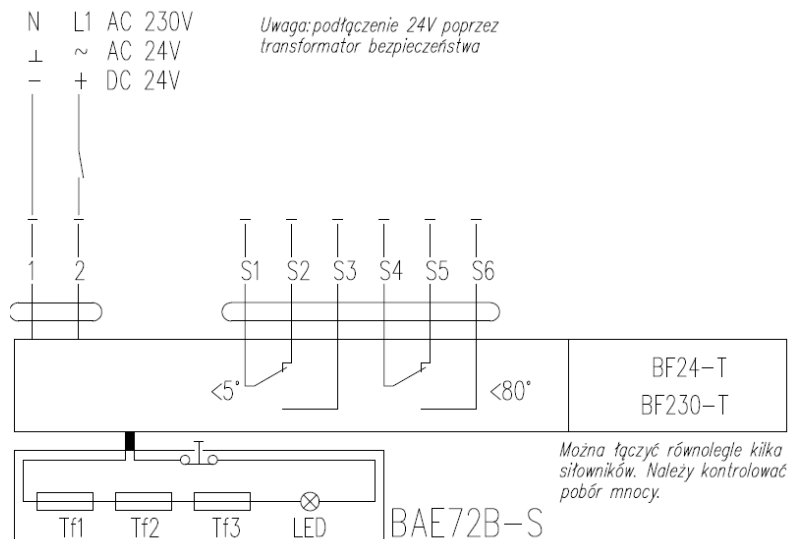 N L1 AC 230V
⊥ ~ AC 24V
− + DC 24V
Uwaga: podłączenie 24V poprzez
transformator bezpieczeństwa
1 2 S1 S2 S3 S4 S5 S6
<5° <80°
BF24-T
BF230-T
Można łączyć równolegle kilka
siłowników. Należy kontrolować
pobór mnocy.
Tf1 Tf2 Tf3 LED BAE72B-S